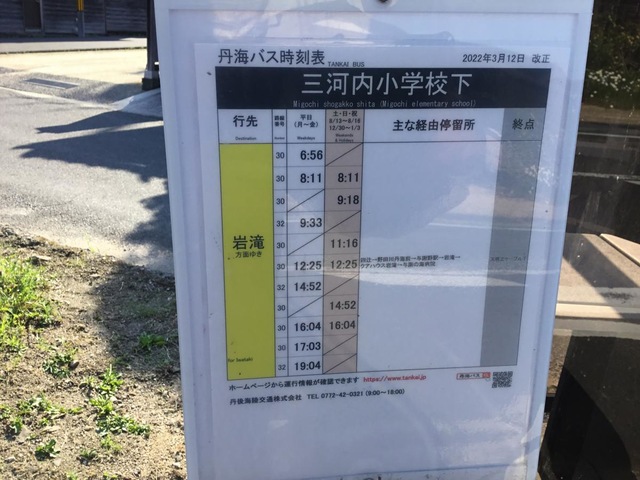 丹海バス時刻表 TANKAI BUS 2022年3月12日 改正
三河内小学校下
Migochi shogakko shita (Migochi elementary school)
行先 路線番号 平日(月～金) 土・日・祝 8/13～8/16 12/30～1/3 主な経由停留所 終点
Destination Weekdays Weekends & holidays
30 6:56
30 8:11 8:11
30 9:18
32 9:33
岩滝 方面ゆき
30 11:16
30 12:25 12:25
32 14:52
30 14:52
30 16:04 16:04
30 17:03
for Iwataki
32 19:04
ホームページから運行情報が確認できます https://www.tankai.jp
丹後海陸交通株式会社 TEL 0772-42-0321 (9:00～18:00)